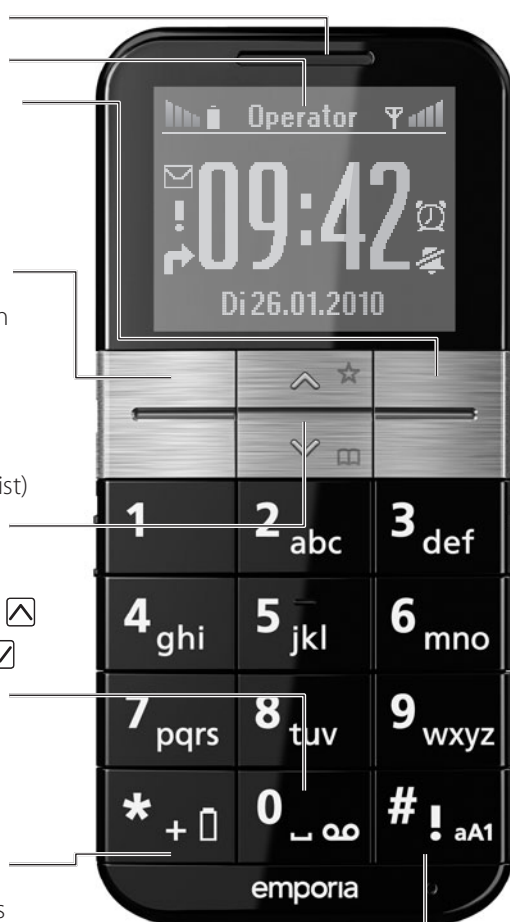 Operator
09:42
Di 26.01.2010
n
ist)
1 2 abc 3 def
4 ghi 5 jkl 6 mno
7 pqrs 8 tuv 9 wxyz
* + 0 # ! aA1
emporia
s